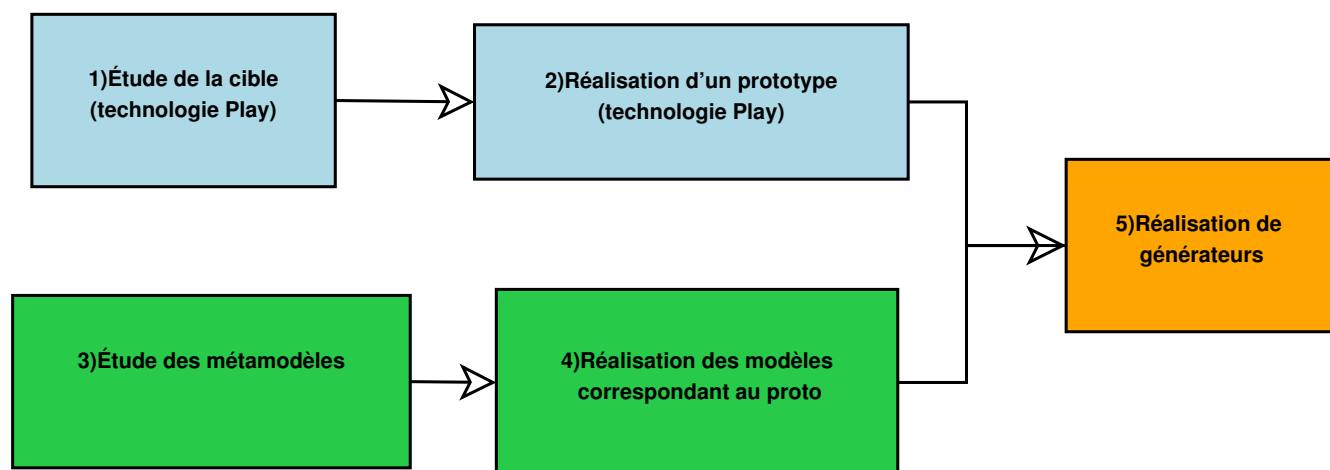 1)Étude de la cible
(technologie Play)
2)Réalisation d’un prototype
(technologie Play)
3)Étude des métamodèles
4)Réalisation des modèles
correspondant au proto
5)Réalisation de
générateurs